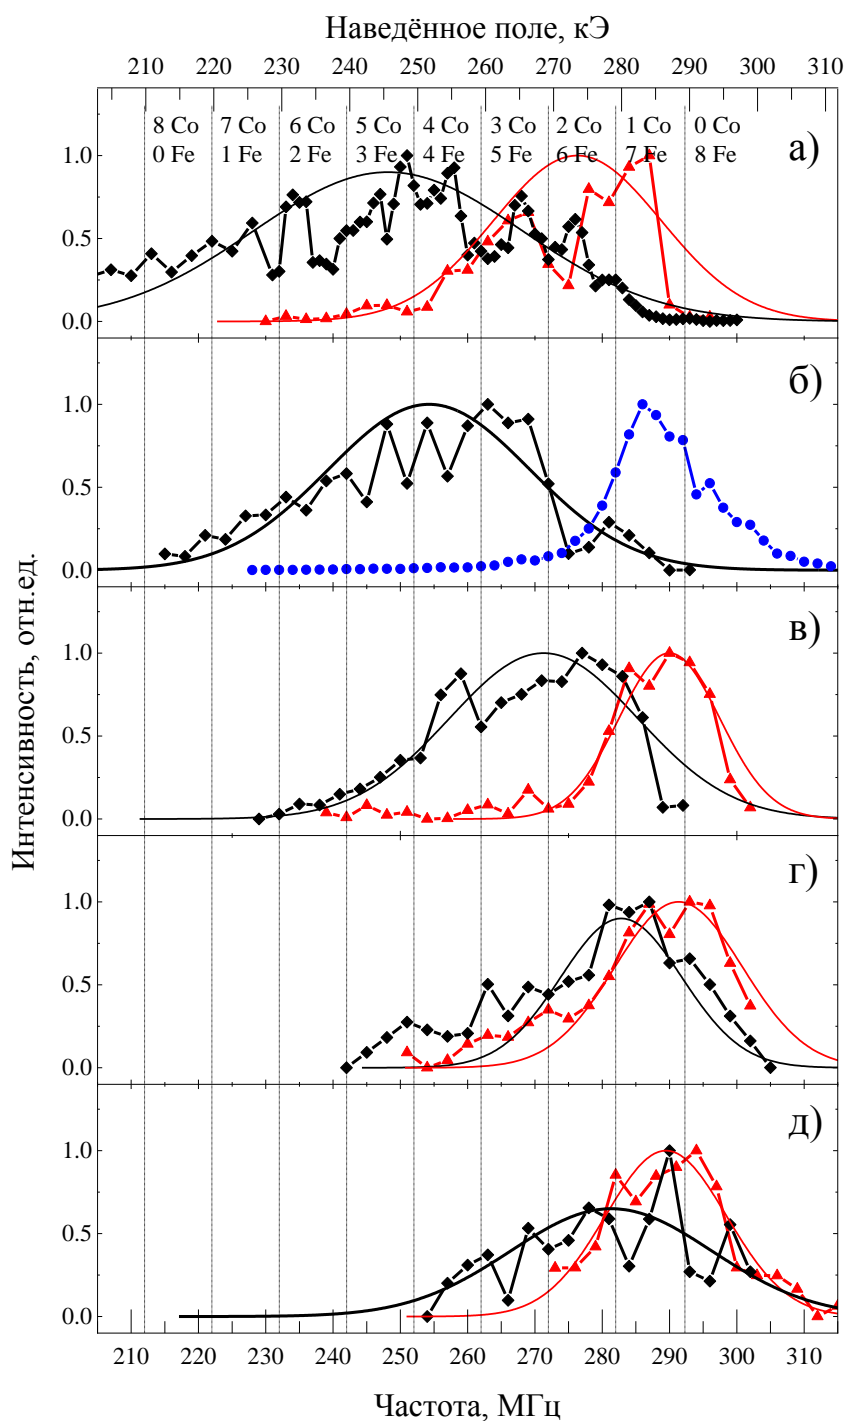 Наведённое поле, кЭ
210 220 230 240 250 260 270 280 290 300 310
8 Co 7 Co 6 Co 5 Co 4 Co 3 Co 2 Co 1 Co 0 Co
0 Fe 1 Fe 2 Fe 3 Fe 4 Fe 5 Fe 6 Fe 7 Fe 8 Fe
а)
1.0
0.5
0.0
б)
1.0
0.5
0.0
в)
1.0
0.5
0.0
г)
1.0
0.5
0.0
д)
1.0
0.5
0.0
Интенсивность, отн.ед.
210 220 230 240 250 260 270 280 290 300 310
Частота, МГц